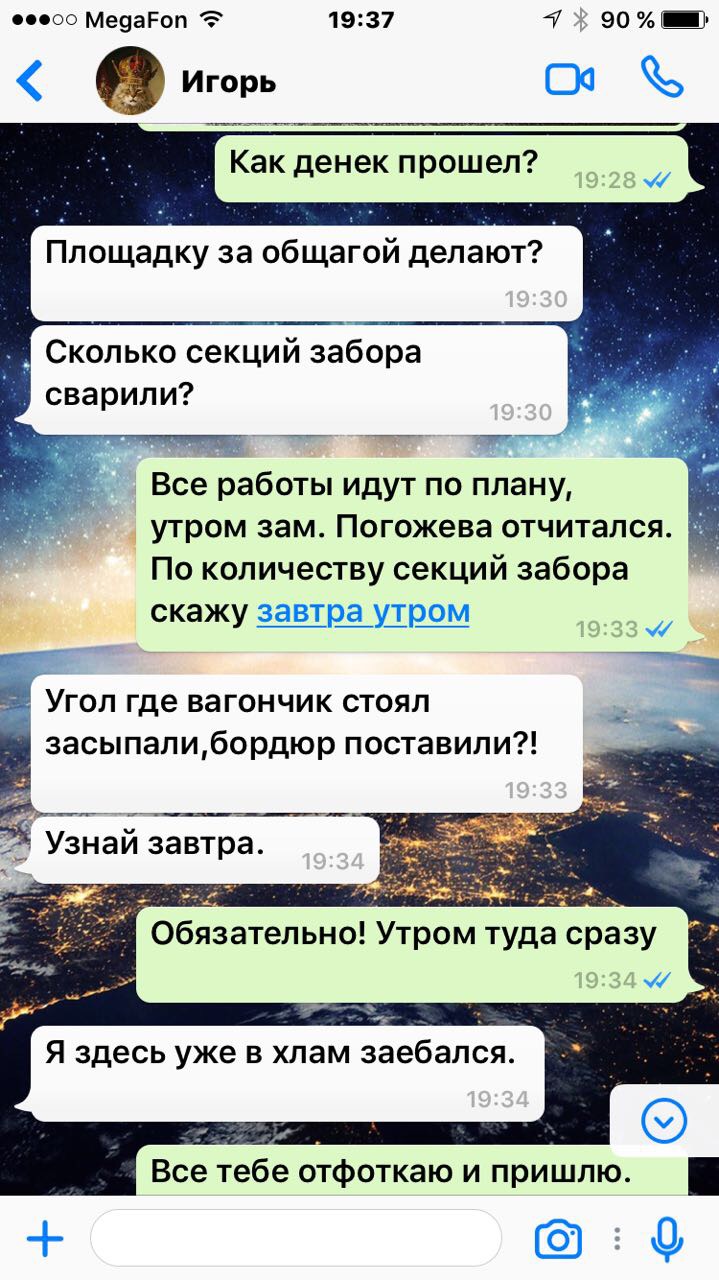 MegaFon 19:37 90 %
Игорь
Как денек прошел?
19:28
Площадку за общагой делают?
19:30
Сколько секций забора
сварили?
19:30
Все работы идут по плану,
утром зам. Погожева отчитался.
По количеству секций забора
скажу завтра утром
19:33
Угол где вагончик стоял
засыпали,бордюр поставили?!
19:33
Узнай завтра.
19:34
Обязательно! Утром туда сразу
19:34
Я здесь уже в хлам заебался.
19:34
Все тебе отфоткаю и пришлю.